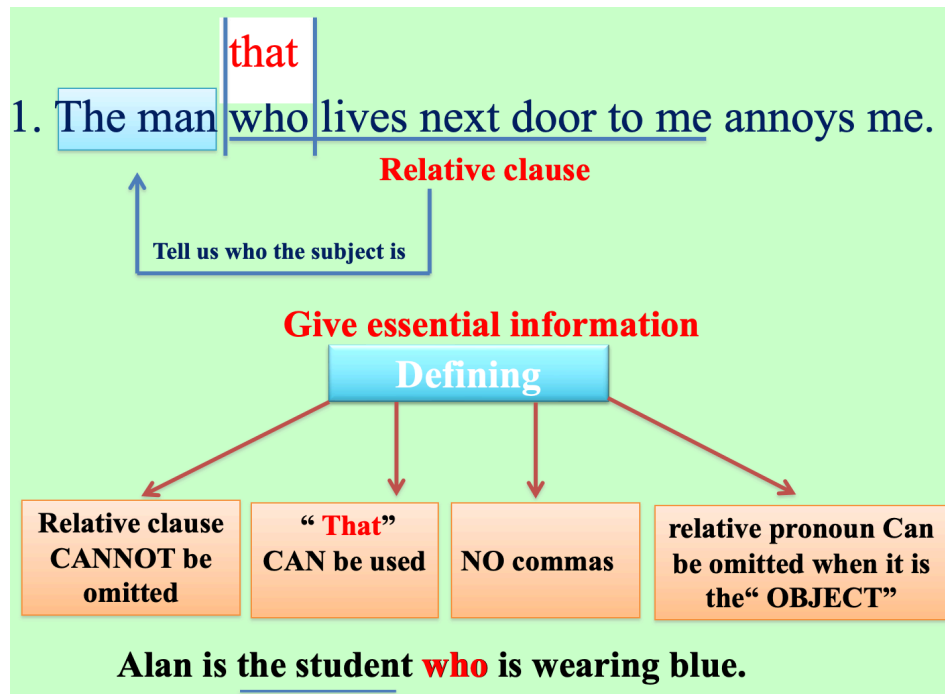 that
1. The man who lives next door to me annoys me.
Relative clause
Tell us who the subject is
Give essential information
Defining
Relative clause
CANNOT be
omitted
“ That”
CAN be used
NO commas
relative pronoun Can
be omitted when it is
the“ OBJECT”
Alan is the student who is wearing blue.